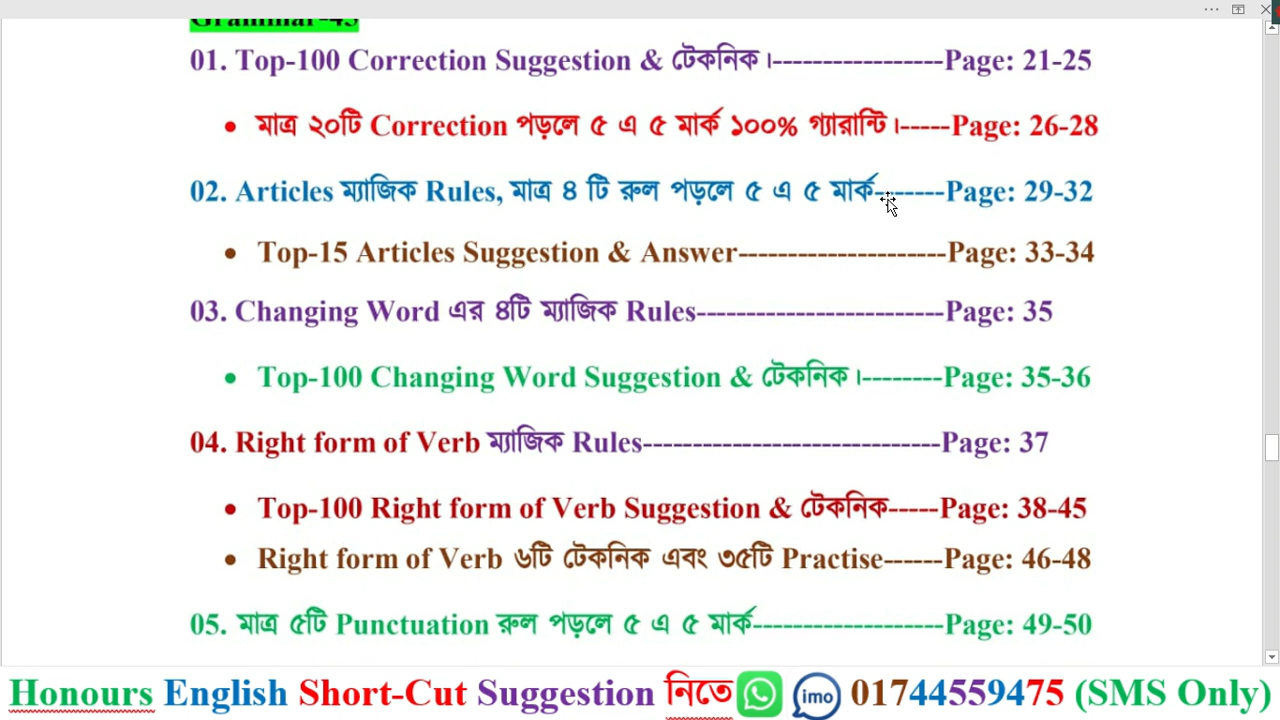 Grammar-45
01. Top-100 Correction Suggestion & টেকনিক।-----------------Page: 21-25
• মাত্র ২০টি Correction পড়লে ৫ এ ৫ মার্ক ১০০% গ্যারান্টি।-----Page: 26-28
02. Articles ম্যাজিক Rules, মাত্র ৪ টি রুল পড়লে ৫ এ ৫ মার্ক-------Page: 29-32
• Top-15 Articles Suggestion & Answer---------------------Page: 33-34
03. Changing Word এর ৪টি ম্যাজিক Rules-------------------------Page: 35
• Top-100 Changing Word Suggestion & টেকনিক।--------Page: 35-36
04. Right form of Verb ম্যাজিক Rules------------------------------Page: 37
• Top-100 Right form of Verb Suggestion & টেকনিক-----Page: 38-45
• Right form of Verb ৬টি টেকনিক এবং ৩৫টি Practise------Page: 46-48
05. মাত্র ৫টি Punctuation রুল পড়লে ৫ এ ৫ মার্ক-------------------Page: 49-50
Honours English Short-Cut Suggestion নিতে imo 01744559475 (SMS Only)